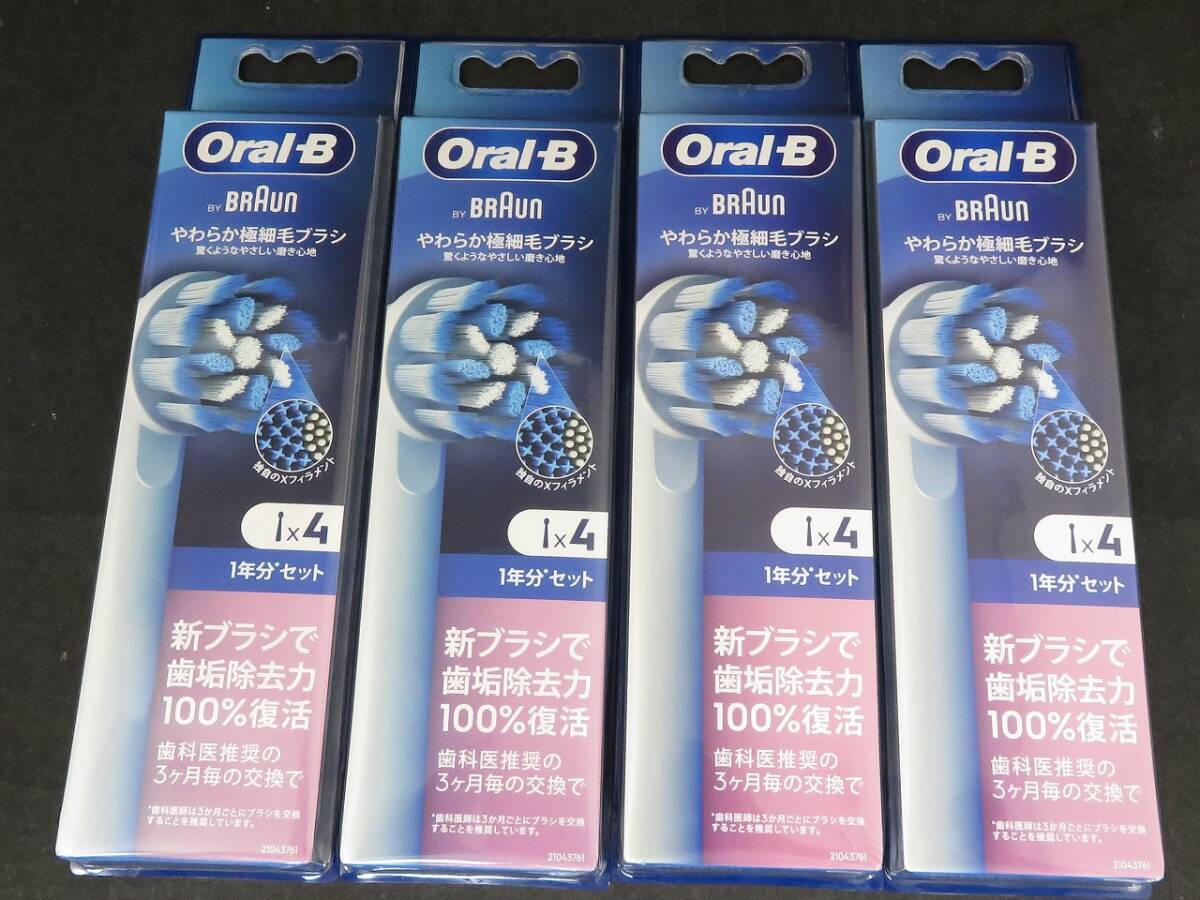 Oral-B
BY BRAUN
やわらか極細毛ブラシ
驚くようなやさしい磨き心地
独自のXフィラメント
x4
1年分*セット
新ブラシで
歯垢除去力
100%復活
歯科医推奨の
3ヶ月毎の交換で
*歯科医師は3か月ごとにブラシを交換
することを推奨しています。
21043761
Oral-B
BY BRAUN
やわらか極細毛ブラシ
驚くようなやさしい磨き心地
独自のXフィラメント
x4
1年分*セット
新ブラシで
歯垢除去力
100%復活
歯科医推奨の
3ヶ月毎の交換で
*歯科医師は3か月ごとにブラシを交換
することを推奨しています。
21043761
Oral-B
BY BRAUN
やわらか極細毛ブラシ
驚くようなやさしい磨き心地
独自のXフィラメント
x4
1年分*セット
新ブラシで
歯垢除去力
100%復活
歯科医推奨の
3ヶ月毎の交換で
*歯科医師は3か月ごとにブラシを交換
することを推奨しています。
21043761
Oral-B
BY BRAUN
やわらか極細毛ブラシ
驚くようなやさしい磨き心地
独自のXフィラメント
x4
1年分*セット
新ブラシで
歯垢除去力
100%復活
歯科医推奨の
3ヶ月毎の交換で
*歯科医師は3か月ごとにブラシを交換
することを推奨しています。
21043761